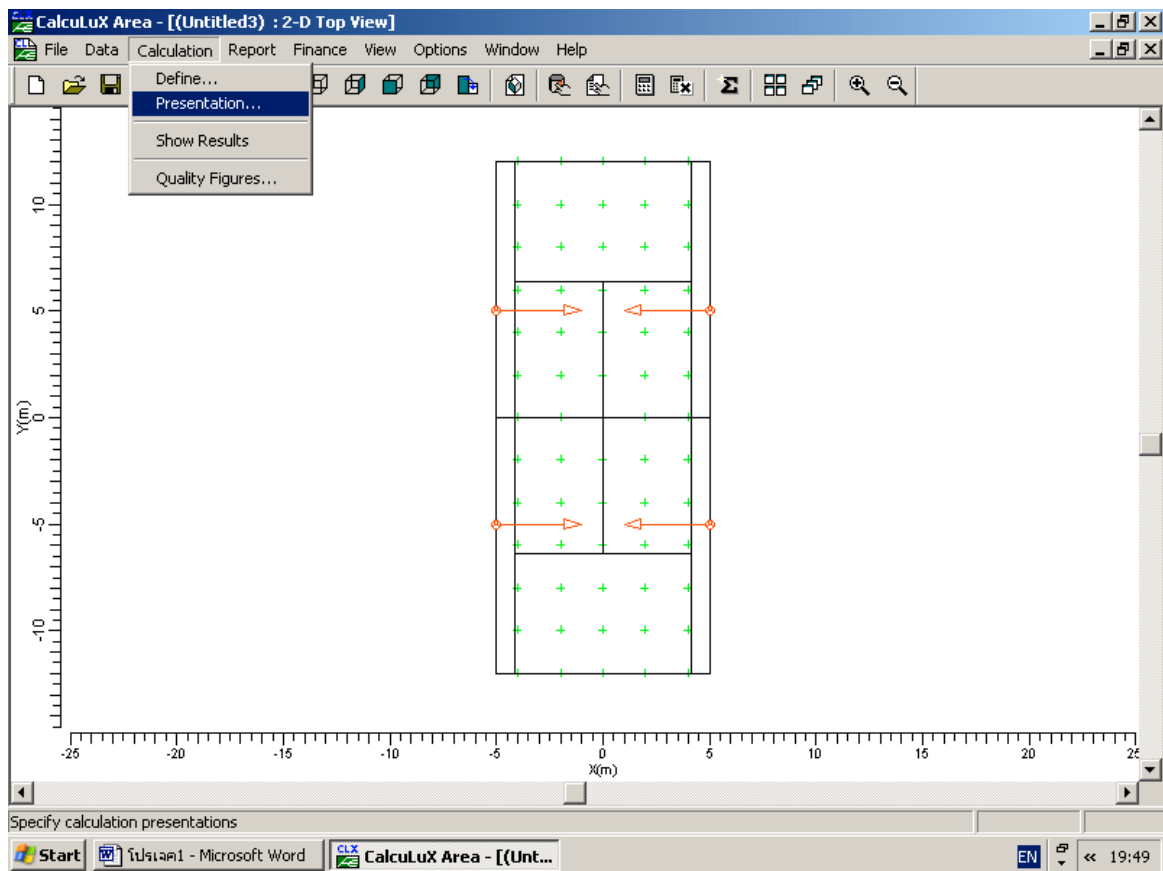 CalcuLuX Area - [(Untitled3) : 2-D Top View]
File Data Calculation Report Finance View Options Window Help
Define...
Presentation...
Show Results
Quality Figures...
10
5
0
-5
-10
Y(m)
-25 -20 -15 -10 -5 0 5 10 15 20 25
X(m)
Specify calculation presentations
Start โปรเจค1 - Microsoft Word CLX CalcuLuX Area - [(Unt... EN « 19:49